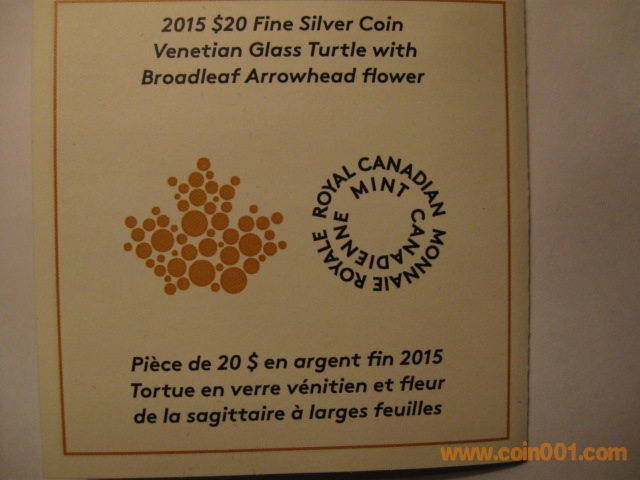 2015 $20 Fine Silver Coin
Venetian Glass Turtle with
Broadleaf Arrowhead flower
ROYAL CANADIAN MINT
MONNAIE ROYALE CANADIENNE
Pièce de 20 $ en argent fin 2015
Tortue en verre vénitien et fleur
de la sagittaire à larges feuilles
www.coin001.com